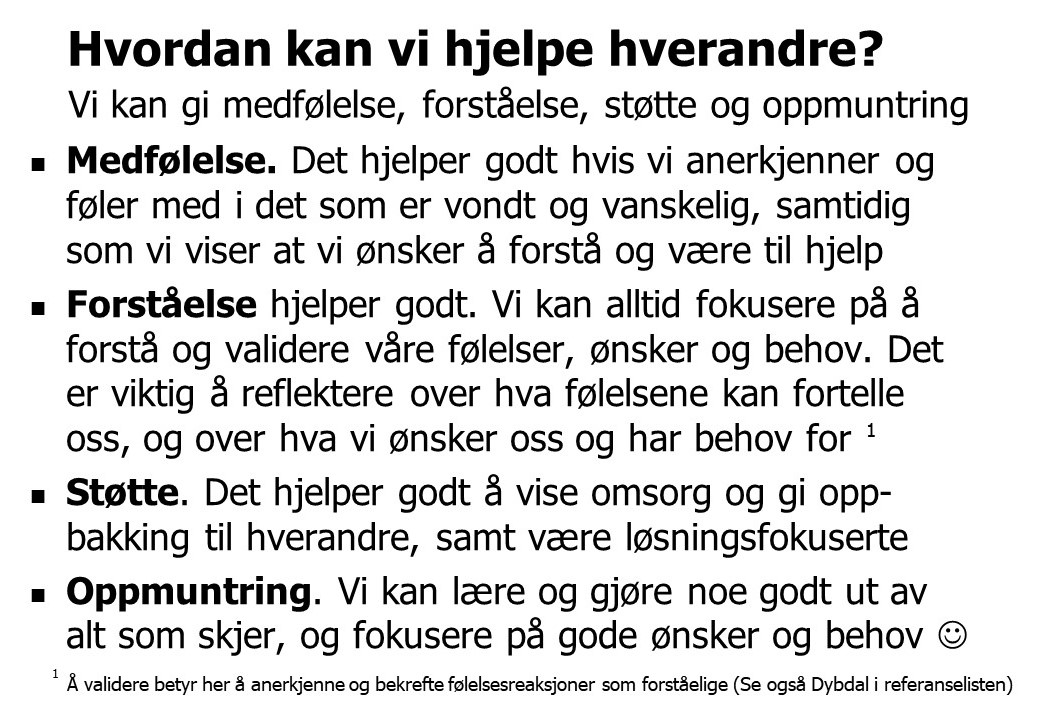 Hvordan kan vi hjelpe hverandre?
Vi kan gi medfølelse, forståelse, støtte og oppmuntring
▪ Medfølelse. Det hjelper godt hvis vi anerkjenner og
føler med i det som er vondt og vanskelig, samtidig
som vi viser at vi ønsker å forstå og være til hjelp
▪ Forståelse hjelper godt. Vi kan alltid fokusere på å
forstå og validere våre følelser, ønsker og behov. Det
er viktig å reflektere over hva følelsene kan fortelle
oss, og over hva vi ønsker oss og har behov for ¹
▪ Støtte. Det hjelper godt å vise omsorg og gi opp-
bakking til hverandre, samt være løsningsfokuserte
▪ Oppmuntring. Vi kan lære og gjøre noe godt ut av
alt som skjer, og fokusere på gode ønsker og behov ☺
¹ Å validere betyr her å anerkjenne og bekrefte følelsesreaksjoner som forståelige (Se også Dybdal i referanselisten)